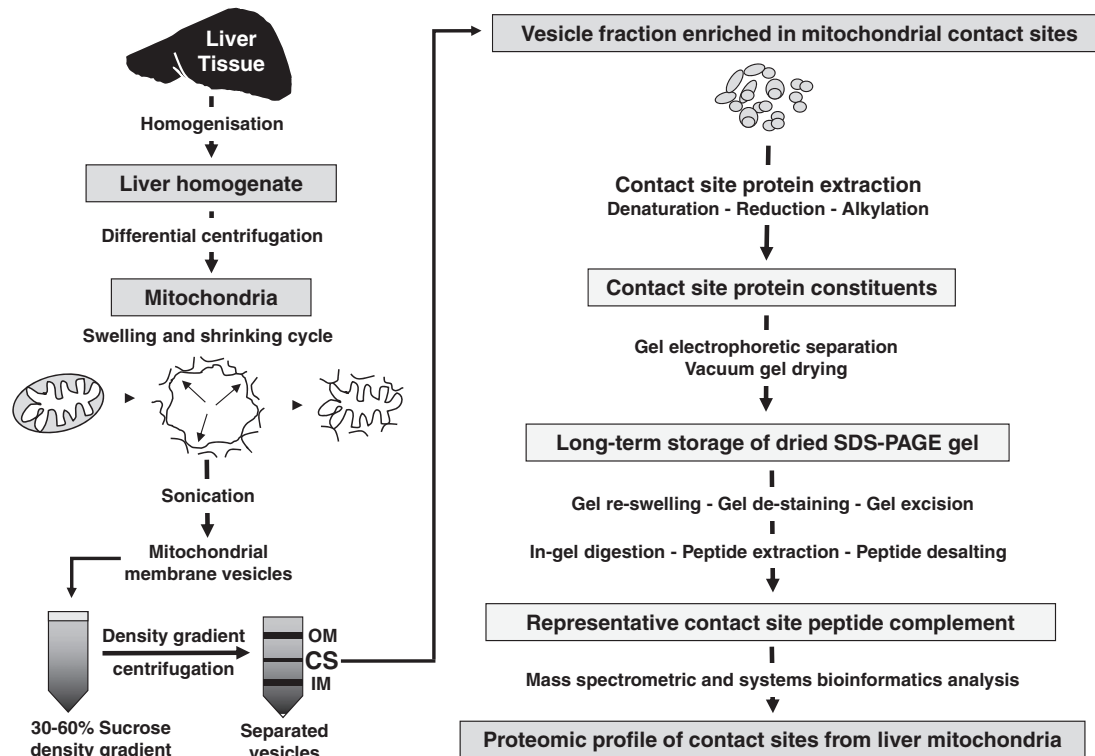 Liver
Tissue
Homogenisation
Liver homogenate
Differential centrifugation
Mitochondria
Swelling and shrinking cycle
Sonication
Mitochondrial
membrane vesicles
Density gradient
centrifugation
OM
CS
IM
30-60% Sucrose
density gradient
Separated
vesicles
Vesicle fraction enriched in mitochondrial contact sites
Contact site protein extraction
Denaturation - Reduction - Alkylation
Contact site protein constituents
Gel electrophoretic separation
Vacuum gel drying
Long-term storage of dried SDS-PAGE gel
Gel re-swelling - Gel de-staining - Gel excision
In-gel digestion - Peptide extraction - Peptide desalting
Representative contact site peptide complement
Mass spectrometric and systems bioinformatics analysis
Proteomic profile of contact sites from liver mitochondria